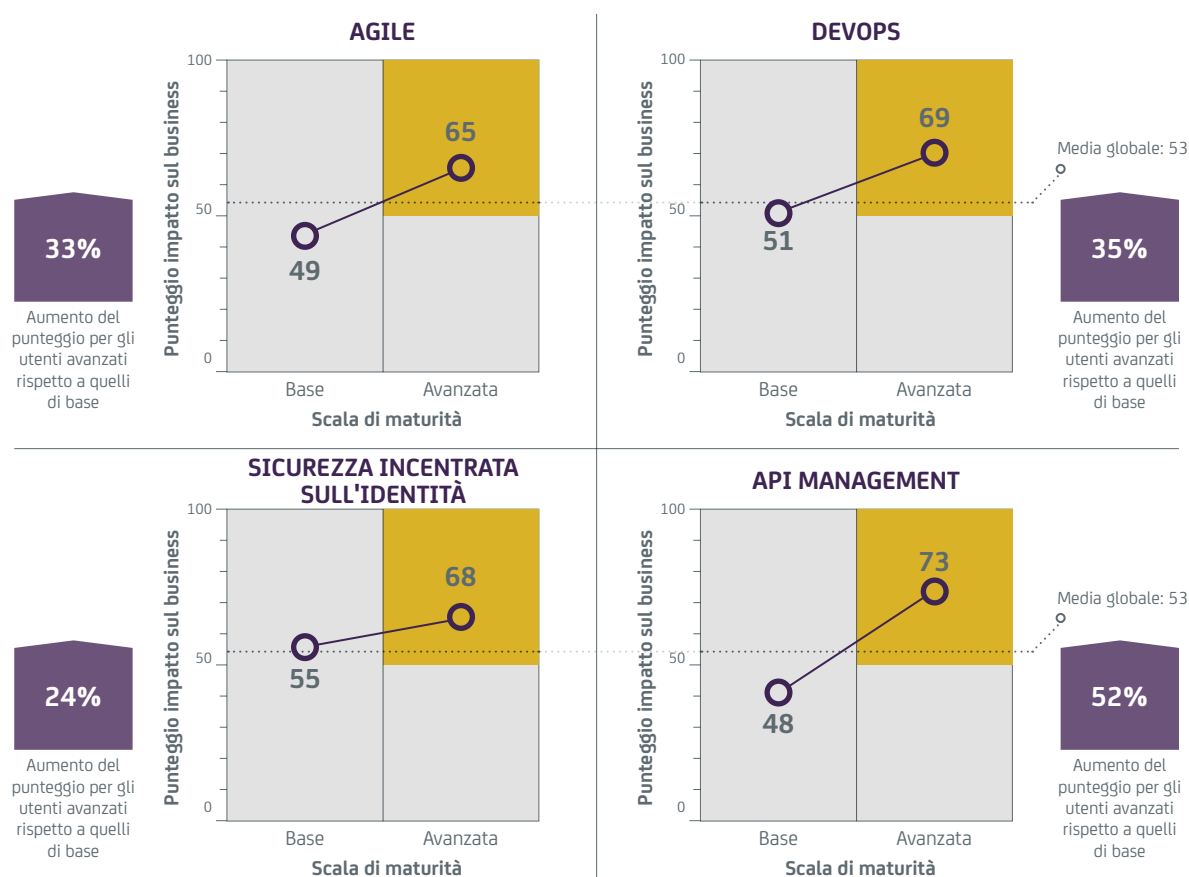 AGILE
100
50
0
Punteggio impatto sul business
65
49
Base
Avanzata
Scala di maturità
33%
Aumento del
punteggio per gli
utenti avanzati
rispetto a quelli
di base
DEVOPS
100
50
0
Punteggio impatto sul business
69
51
Base
Avanzata
Scala di maturità
Media globale: 53
35%
Aumento del
punteggio per gli
utenti avanzati
rispetto a quelli
di base
SICUREZZA INCENTRATA
SULL'IDENTITÀ
100
50
0
Punteggio impatto sul business
68
55
Base
Avanzata
Scala di maturità
24%
Aumento del
punteggio per gli
utenti avanzati
rispetto a quelli
di base
API MANAGEMENT
100
50
0
Punteggio impatto sul business
73
48
Base
Avanzata
Scala di maturità
Media globale: 53
52%
Aumento del
punteggio per gli
utenti avanzati
rispetto a quelli
di base